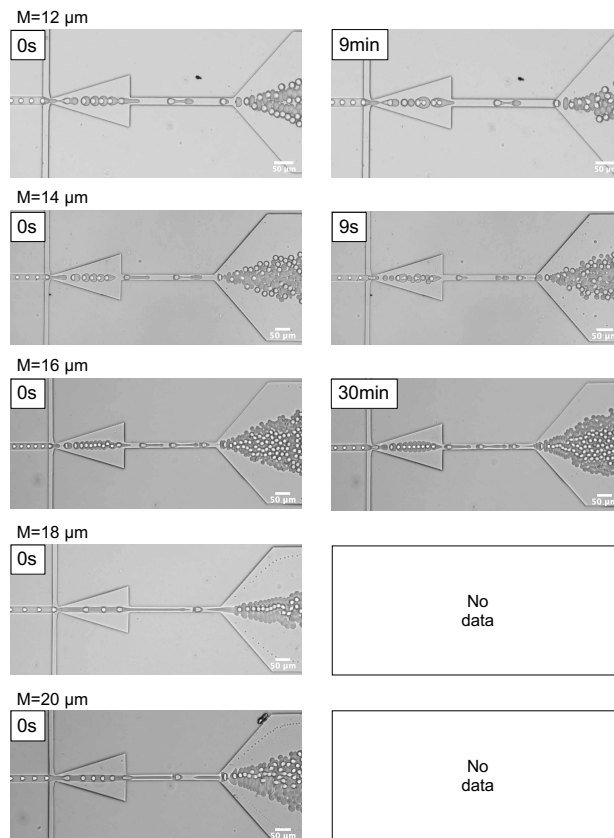 M=12 µm
0s
9min
50 µm
50 µm
M=14 µm
0s
9s
50 µm
50 µm
M=16 µm
0s
30min
50 µm
50 µm
M=18 µm
0s
50 µm
No
data
M=20 µm
0s
50 µm
No
data